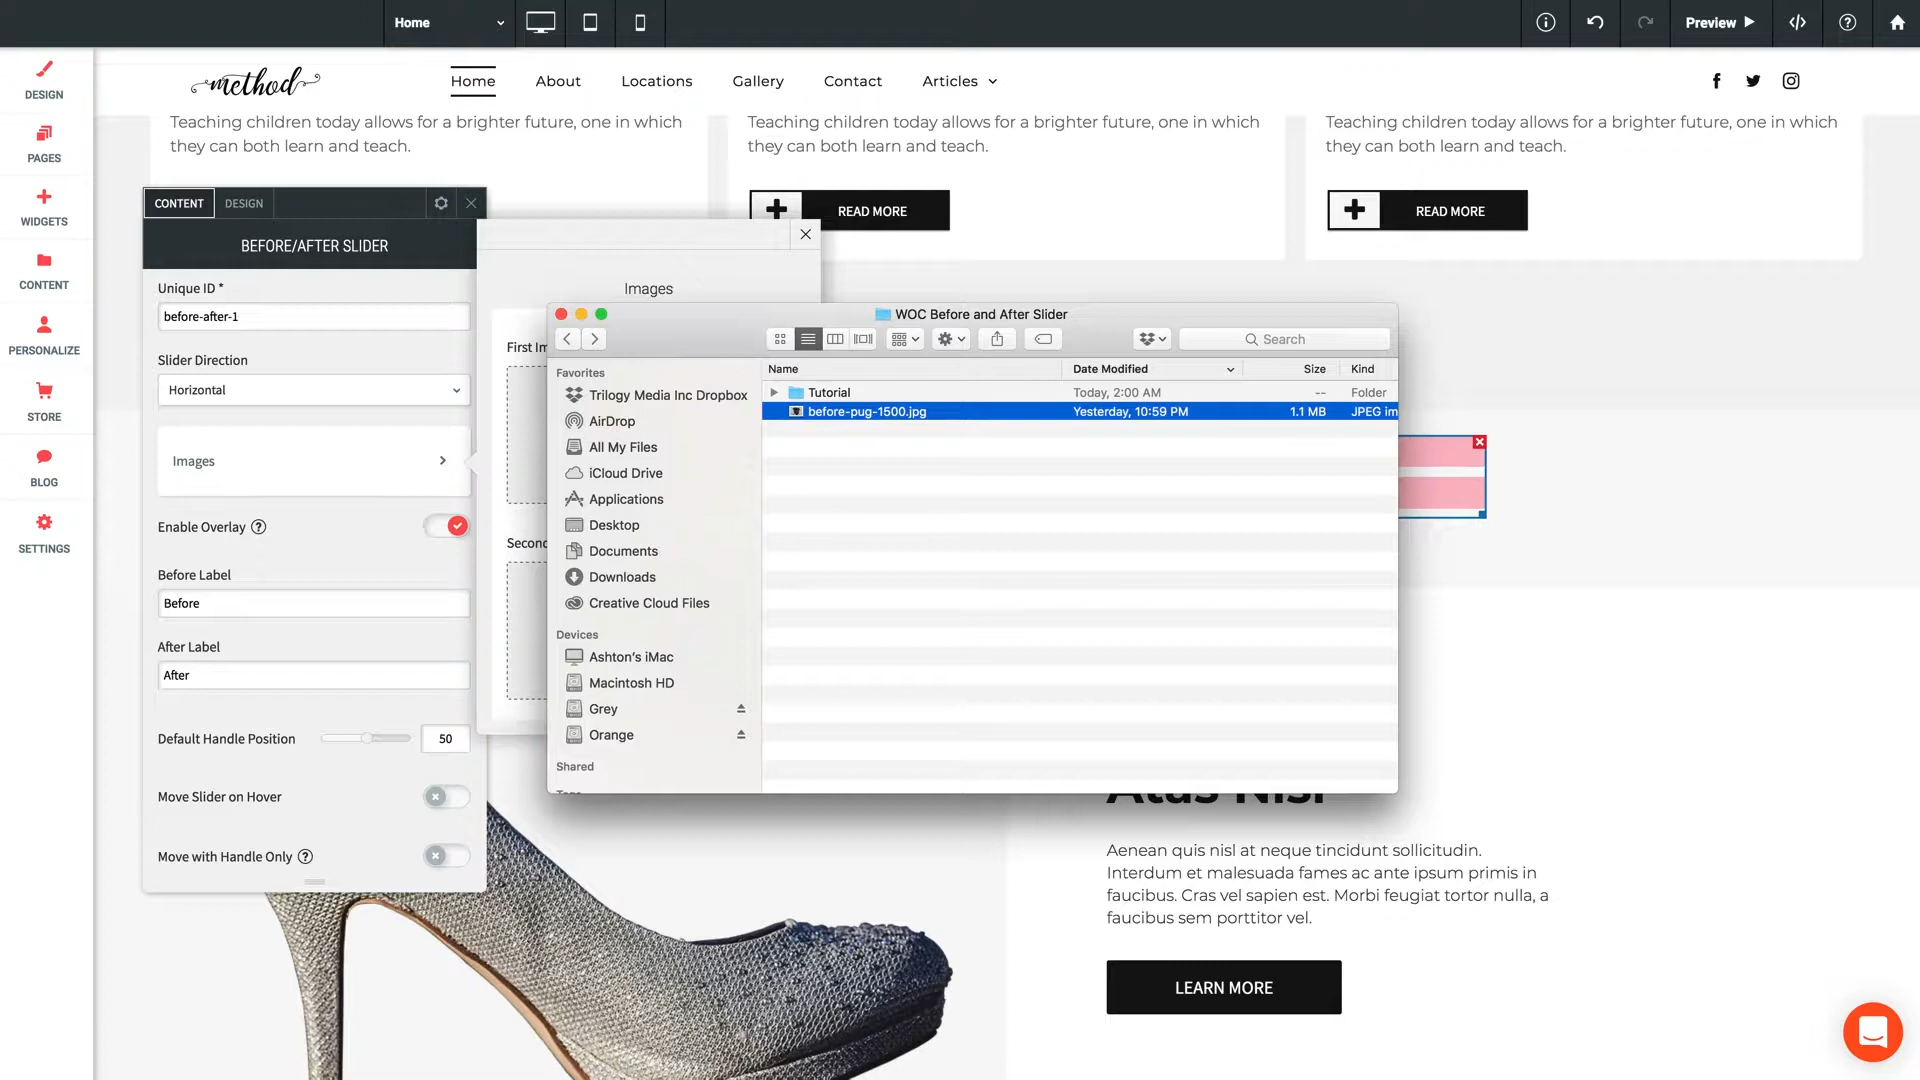 Home
Preview
DESIGN
PAGES
WIDGETS
CONTENT
PERSONALIZE
STORE
BLOG
SETTINGS
method
Home About Locations Gallery Contact Articles
Teaching children today allows for a brighter future, one in which
they can both learn and teach.
Teaching children today allows for a brighter future, one in which
they can both learn and teach.
READ MORE
Teaching children today allows for a brighter future, one in which
they can both learn and teach.
READ MORE
CONTENT DESIGN
BEFORE/AFTER SLIDER
Unique ID *
before-after-1
Slider Direction
Horizontal
Images
Enable Overlay
Before Label
Before
After Label
After
Default Handle Position 50
Move Slider on Hover
Move with Handle Only
Images
First Im
Second
WOC Before and After Slider
Search
Favorites
Trilogy Media Inc Dropbox
AirDrop
All My Files
iCloud Drive
Applications
Desktop
Documents
Downloads
Creative Cloud Files
Devices
Ashton's iMac
Macintosh HD
Grey
Orange
Shared
Name Date Modified Size Kind
Tutorial Today, 2:00 AM -- Folder
before-pug-1500.jpg Yesterday, 10:59 PM 1.1 MB JPEG im
Aenean quis nisl at neque tincidunt sollicitudin.
Interdum et malesuada fames ac ante ipsum primis in
faucibus. Cras vel sapien est. Morbi feugiat tortor nulla, a
faucibus sem porttitor vel.
LEARN MORE